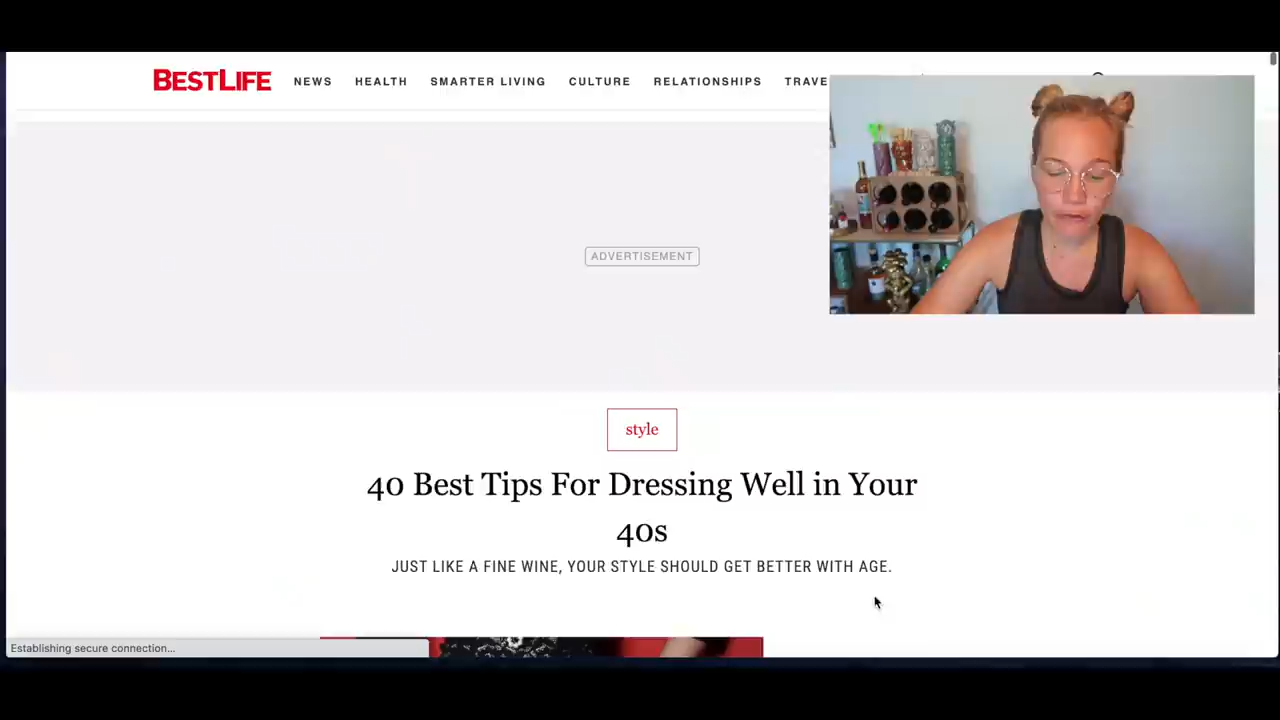 BESTLIFE NEWS HEALTH SMARTER LIVING CULTURE RELATIONSHIPS TRAVE
ADVERTISEMENT
style
40 Best Tips For Dressing Well in Your
40s
JUST LIKE A FINE WINE, YOUR STYLE SHOULD GET BETTER WITH AGE.
Establishing secure connection...